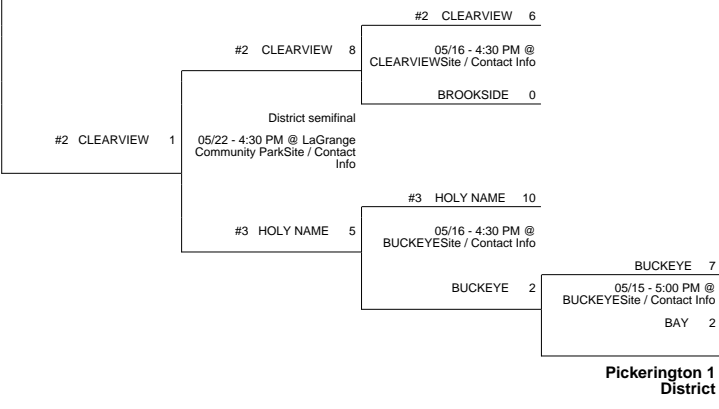 #2 CLEARVIEW 6
#2 CLEARVIEW 8
05/16 - 4:30 PM @
CLEARVIEWSite / Contact Info
BROOKSIDE 0
District semifinal
#2 CLEARVIEW 1
05/22 - 4:30 PM @ LaGrange
Community ParkSite / Contact
Info
#3 HOLY NAME 10
#3 HOLY NAME 5
05/16 - 4:30 PM @
BUCKEYESite / Contact Info
BUCKEYE 7
BUCKEYE 2
05/15 - 5:00 PM @
BUCKEYESite / Contact Info
BAY 2
Pickerington 1
District